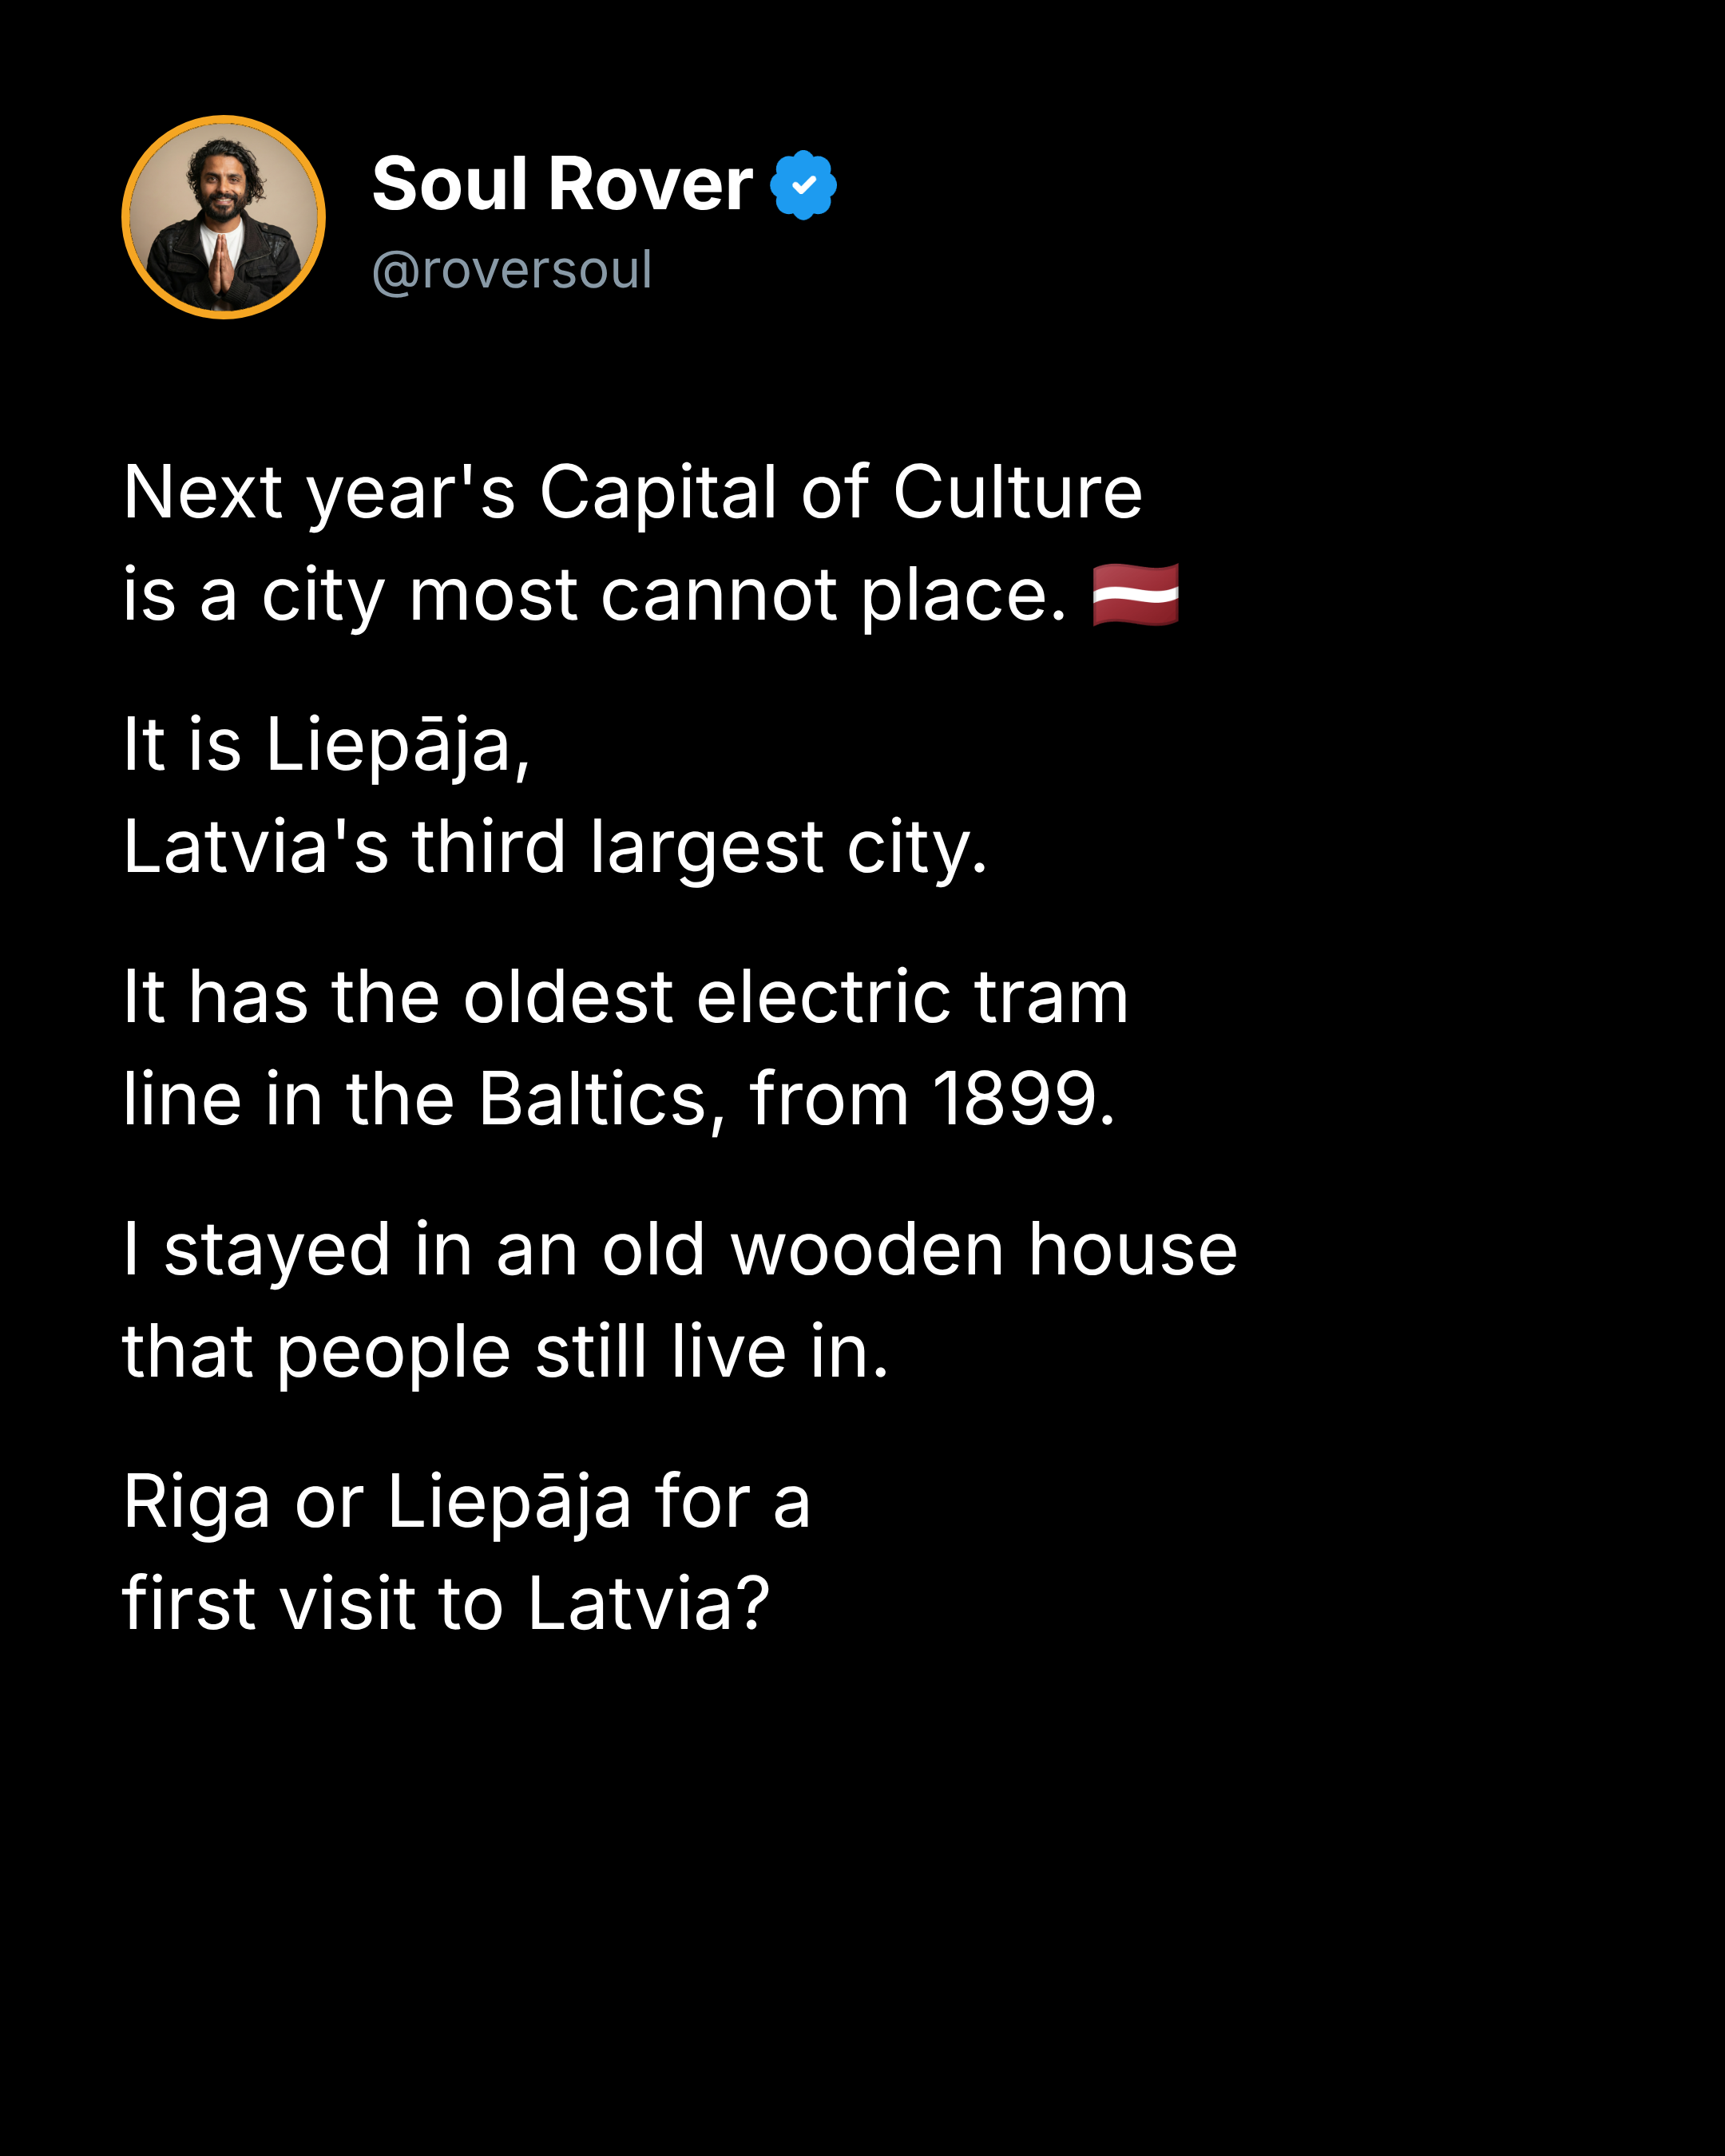 Soul Rover
@roversoul
Next year's Capital of Culture
is a city most cannot place. 🇱🇻
It is Liepāja,
Latvia's third largest city.
It has the oldest electric tram
line in the Baltics, from 1899.
I stayed in an old wooden house
that people still live in.
Riga or Liepāja for a
first visit to Latvia?